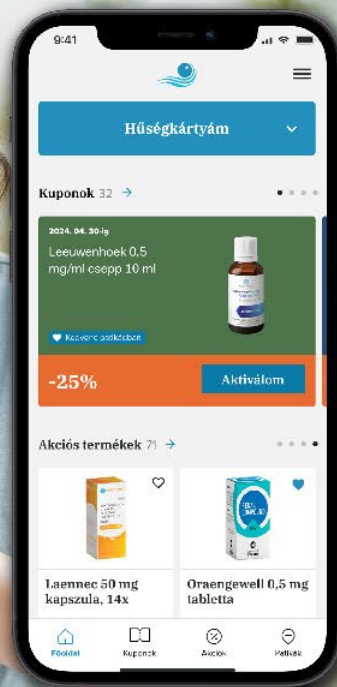 9:41
Hűségkártyám
Kuponok 32 →
2024. 04. 30-ig
Leeuwenhoek 0,5
mg/ml csepp 10 ml
Kedvenc patikádban
-25%
Aktiválom
Akciós termékek 71 →
Laennec 50 mg
kapszula, 14x
Oraengewell 0,5 mg
tabletta
Főoldal
Kuponok
Akciók
Patikák